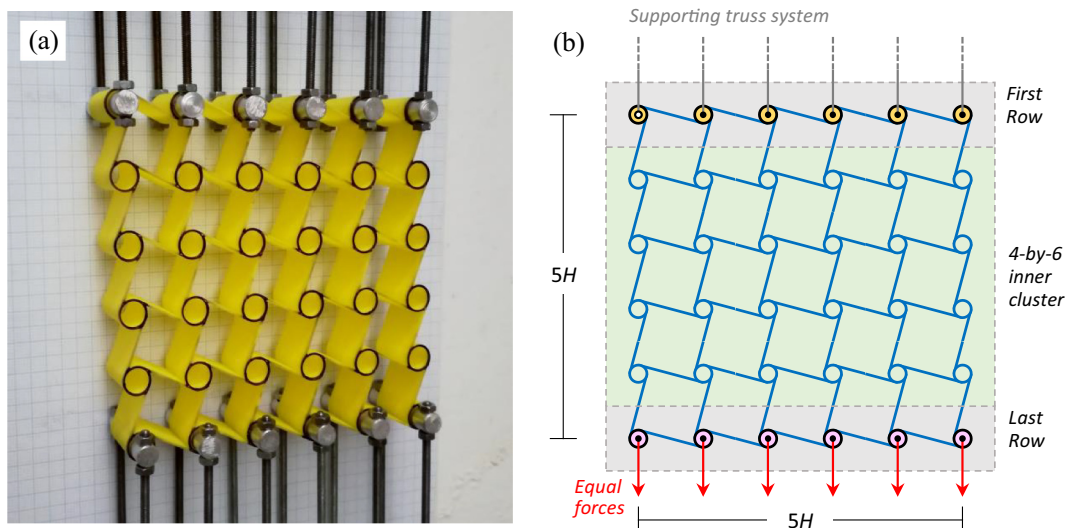 (a)
(b)
Supporting truss system
First
Row
5H
4-by-6
inner
cluster
Last
Row
Equal
forces
5H